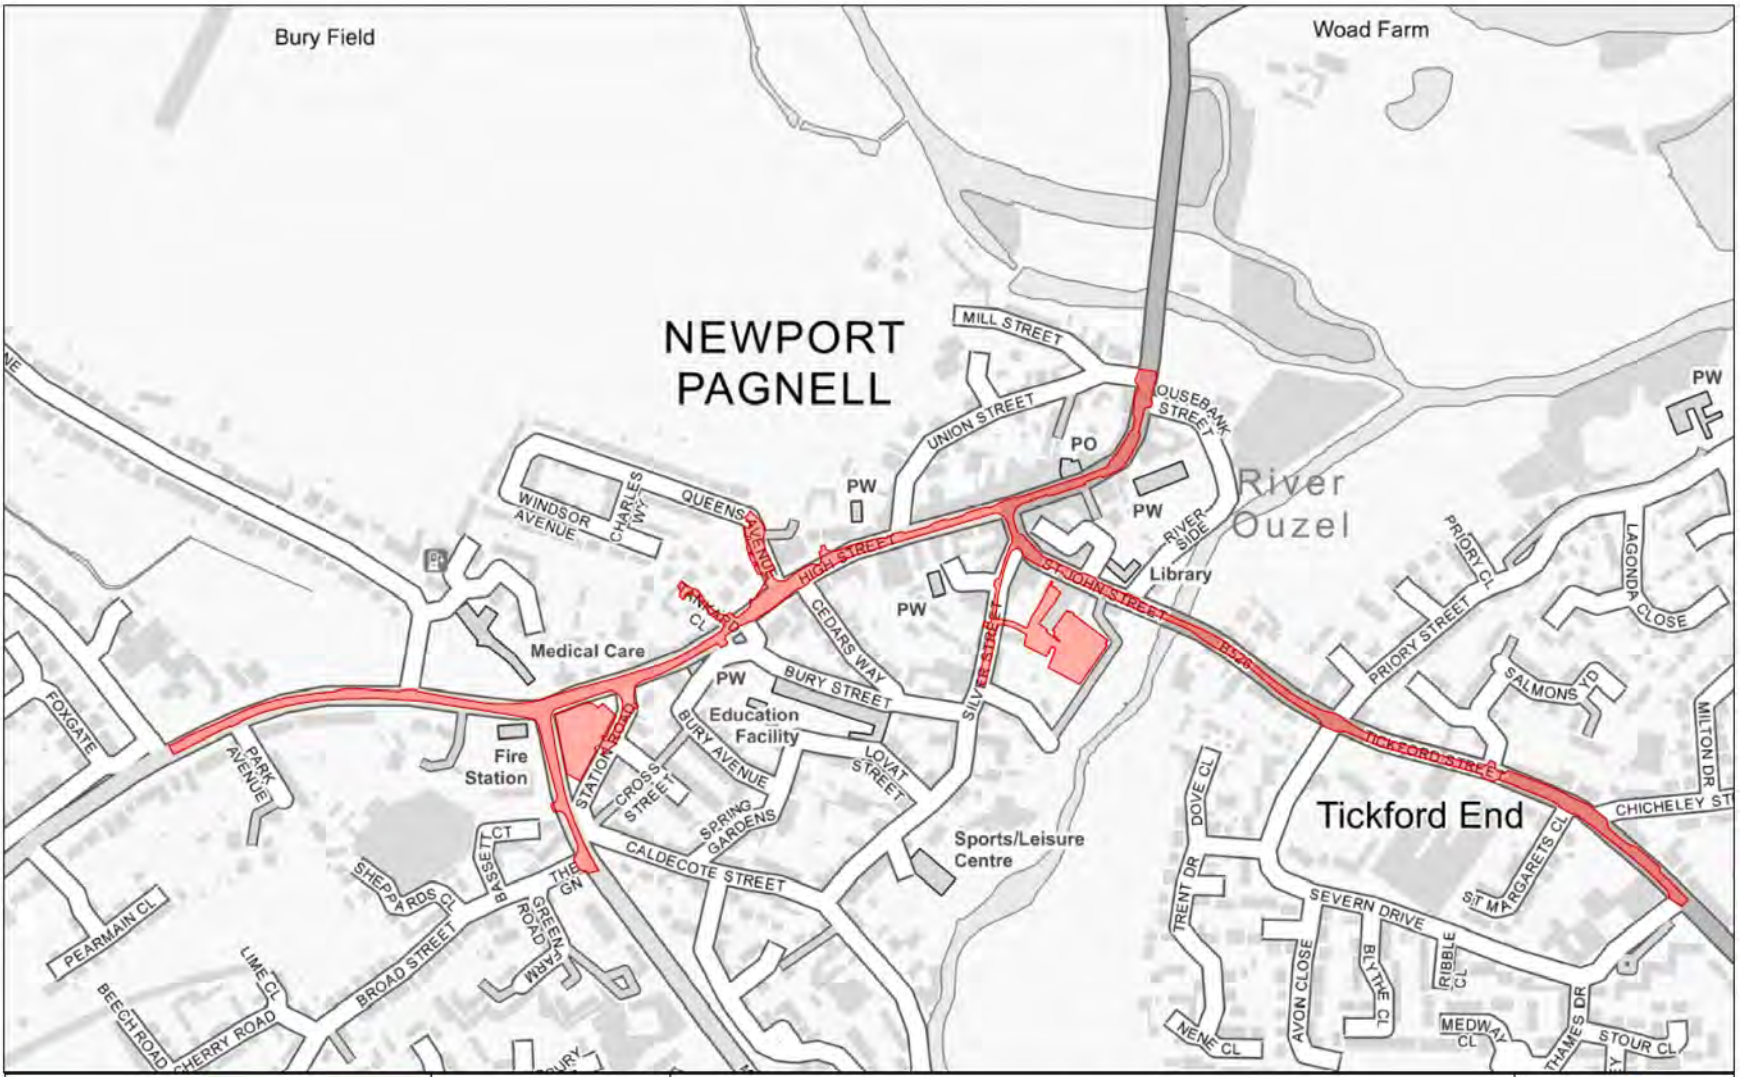 Bury Field
Woad Farm
NEWPORT
PAGNELL
MILL STREET
UNION STREET
OUSEBANK
STREET
PW
PO
PW
PW
River
Ouzel
RIVER
SIDE
QUEENS AVENUE
CHARLES
WY
WINDSOR
AVENUE
HIGH STREET
ST JOHN STREET
Library
PRIORY CL
LAGONDA CLOSE
PRIORY STREET
TANKARD
CL
CEDARS WAY
PW
SILVER STREET
B526
Medical Care
PW
BURY STREET
SALMONS YD
FOXGATE
PARK
AVENUE
Fire
Station
STATION ROAD
Education
Facility
BURY AVENUE
LOVAT
STREET
CROSS
STREET
SPRING
GARDENS
TICKFORD STREET
MILTON DR
DOVE CL
Tickford End
CHICHELEY ST
ST MARGARETS CL
BASSETT CT
THE
GN
CALDECOTE STREET
Sports/Leisure
Centre
SHEPPARDS CL
GREEN FARM
ROAD
TRENT DR
SEVERN DRIVE
PEARMAIN CL
BROAD STREET
LIME CL
BEECH ROAD
CHERRY ROAD
AVON CLOSE
BLYTHE CL
RIBBLE
CL
NENE CL
MEDWAY
CL
THAMES DR
STOUR CL